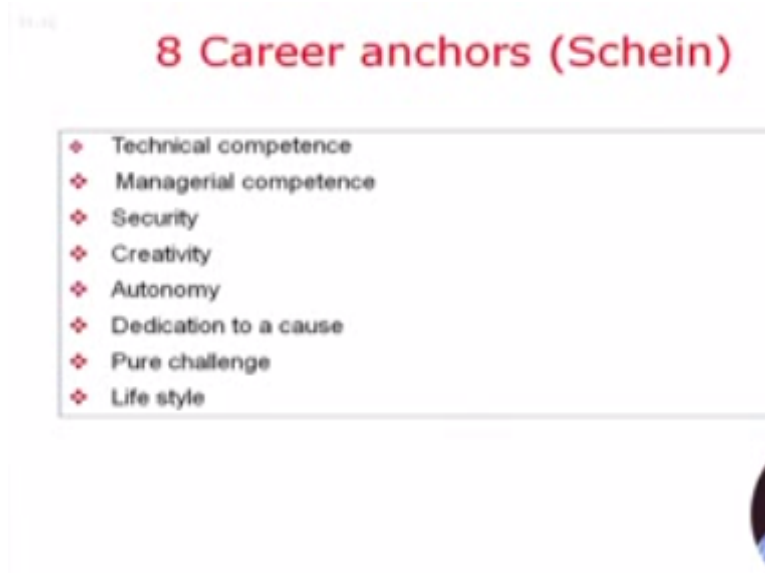 8 Career anchors (Schein)
Technical competence
Managerial competence
Security
Creativity
Autonomy
Dedication to a cause
Pure challenge
Life style